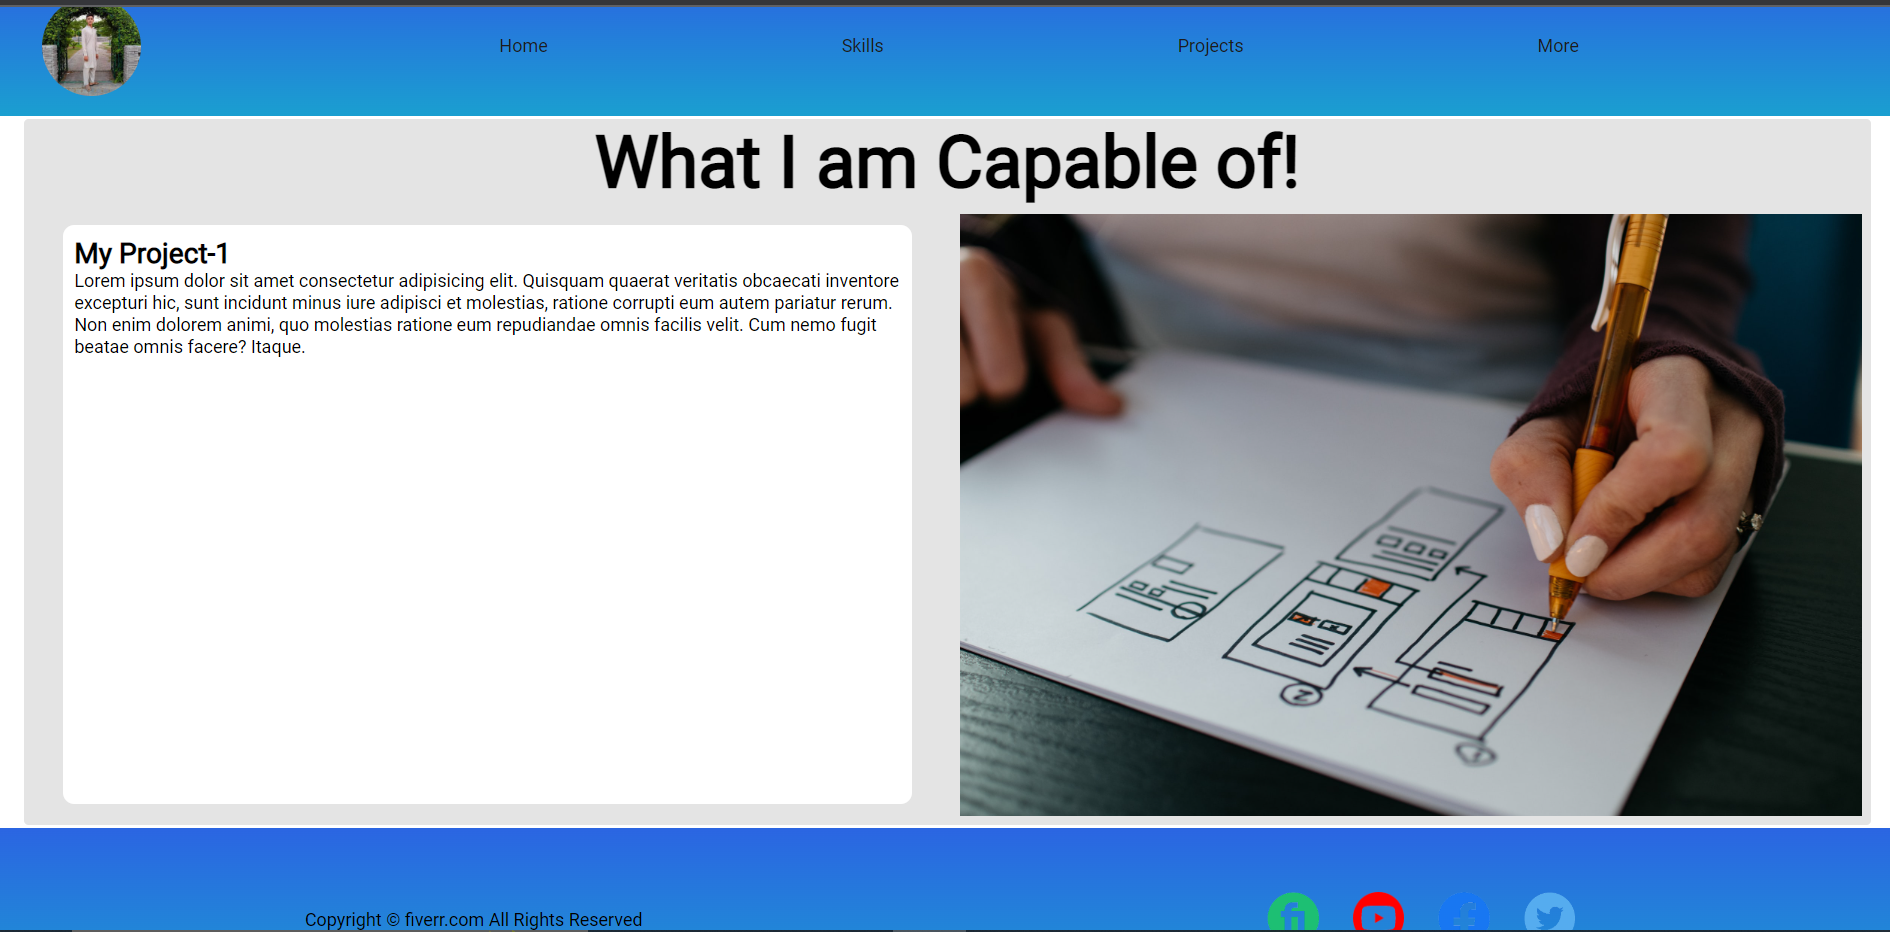 Home
Skills
Projects
More
What I am Capable of!
My Project-1
Lorem ipsum dolor sit amet consectetur adipisicing elit. Quisquam quaerat veritatis obcaecati inventore
excepturi hic, sunt incidunt minus iure adipisci et molestias, ratione corrupti eum autem pariatur rerum.
Non enim dolorem animi, quo molestias ratione eum repudiandae omnis facilis velit. Cum nemo fugit
beatae omnis facere? Itaque.
2
1
Copyright © fiverr.com All Rights Reserved
fi
f